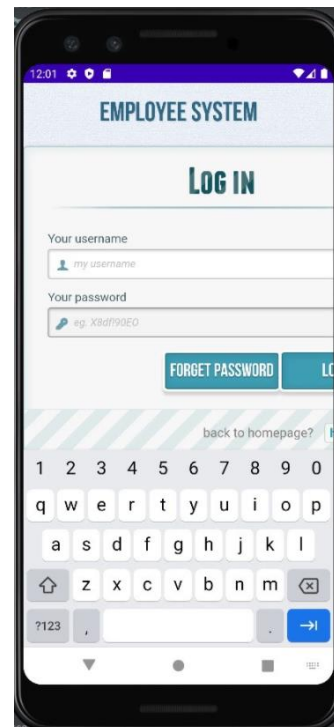 12:01
EMPLOYEE SYSTEM
LOG IN
Your username
my username
Your password
eg. X8df!90EO
FORGET PASSWORD
back to homepage?
1 2 3 4 5 6 7 8 9 0
q w e r t y u i o p
a s d f g h j k l
z x c v b n m
?123 , .